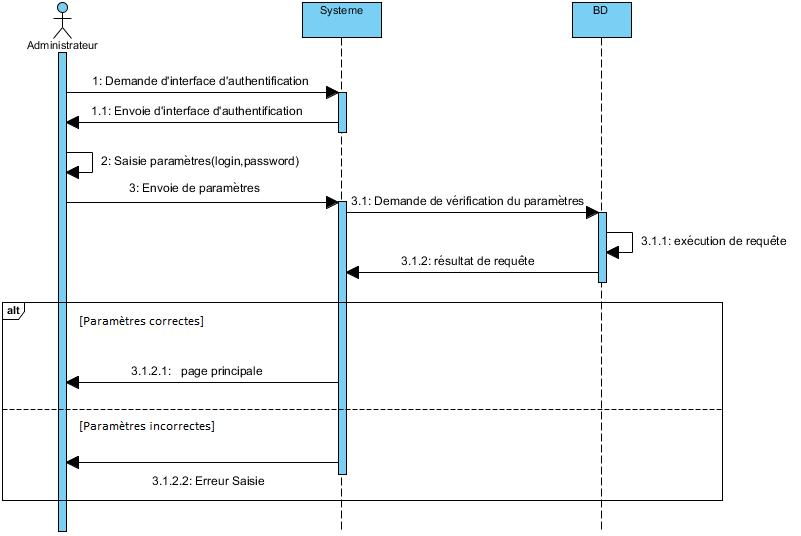 Systeme
BD
Administrateur
1: Demande d'interface d'authentification
1.1: Envoie d'interface d'authentification
2: Saisie paramètres(login,password)
3: Envoie de paramètres
3.1: Demande de vérification du paramètres
3.1.1: exécution de requête
3.1.2: résultat de requête
alt
[Paramètres correctes]
3.1.2.1: page principale
[Paramètres incorrectes]
3.1.2.2: Erreur Saisie